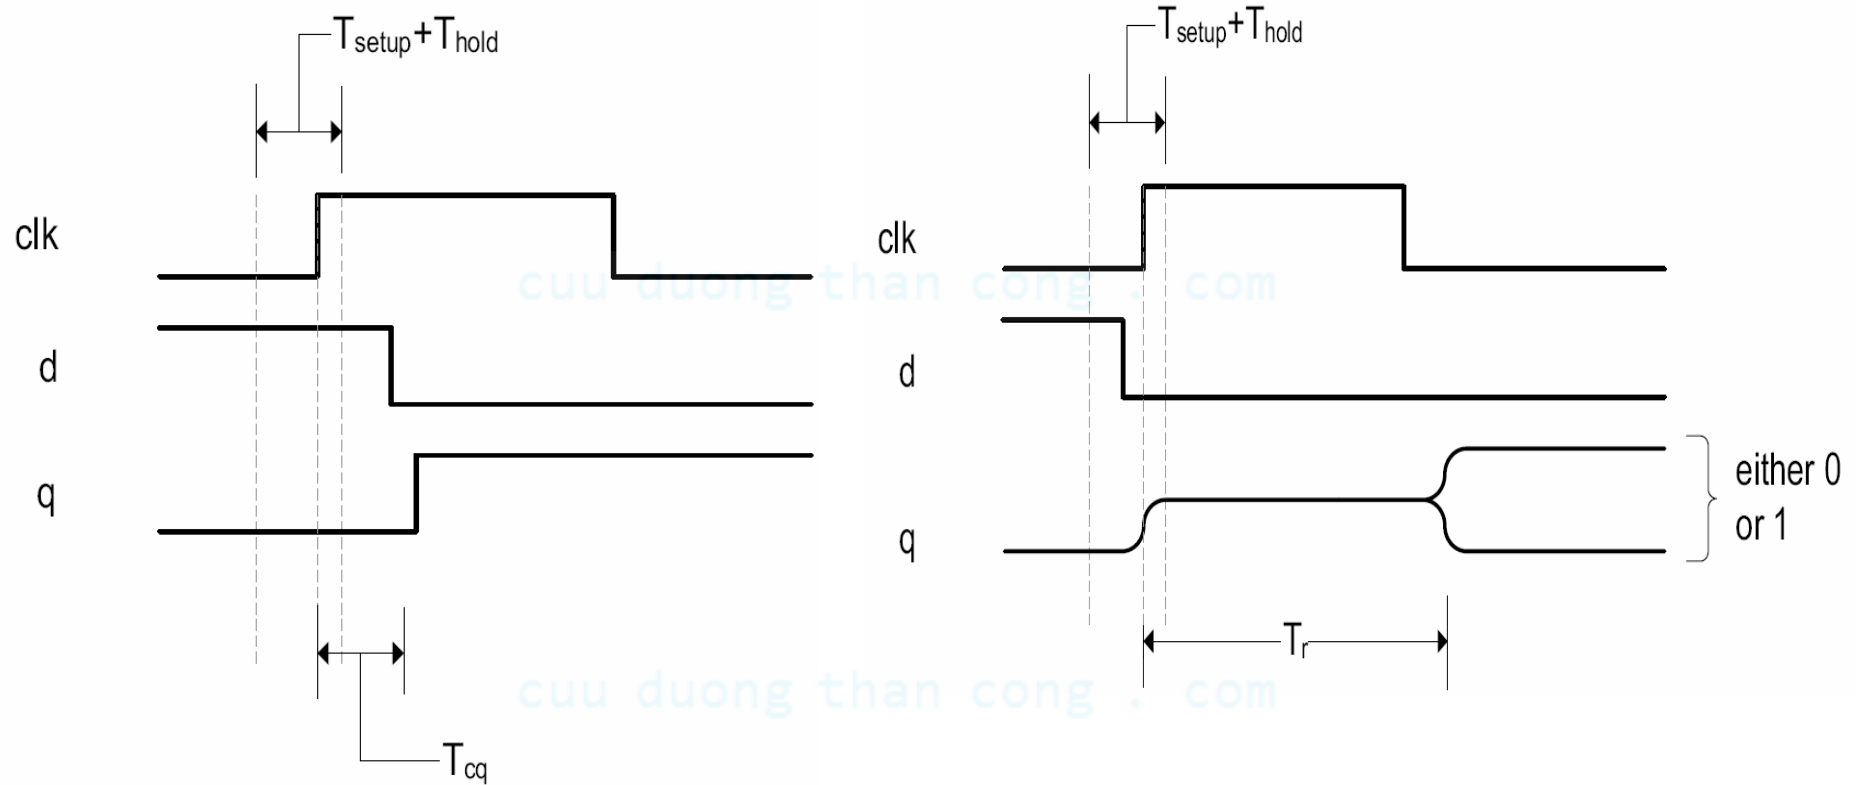 Tsetup+Thold
Tsetup+Thold
clk
clk
cuu duong than cong . com
d
d
q
either 0
or 1
q
Tr
cuu duong than cong . com
Tcq